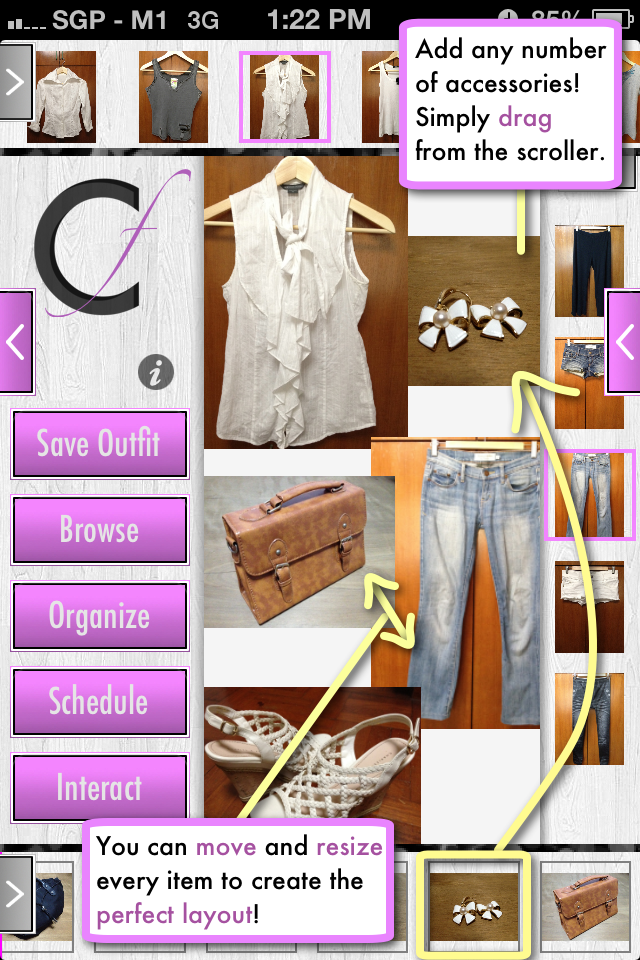 SGP - M1 3G 1:22 PM 85%
Add any number
of accessories!
Simply drag
from the scroller.
Cf
i
Save Outfit
Browse
Organize
Schedule
Interact
You can move and resize
every item to create the
perfect layout!